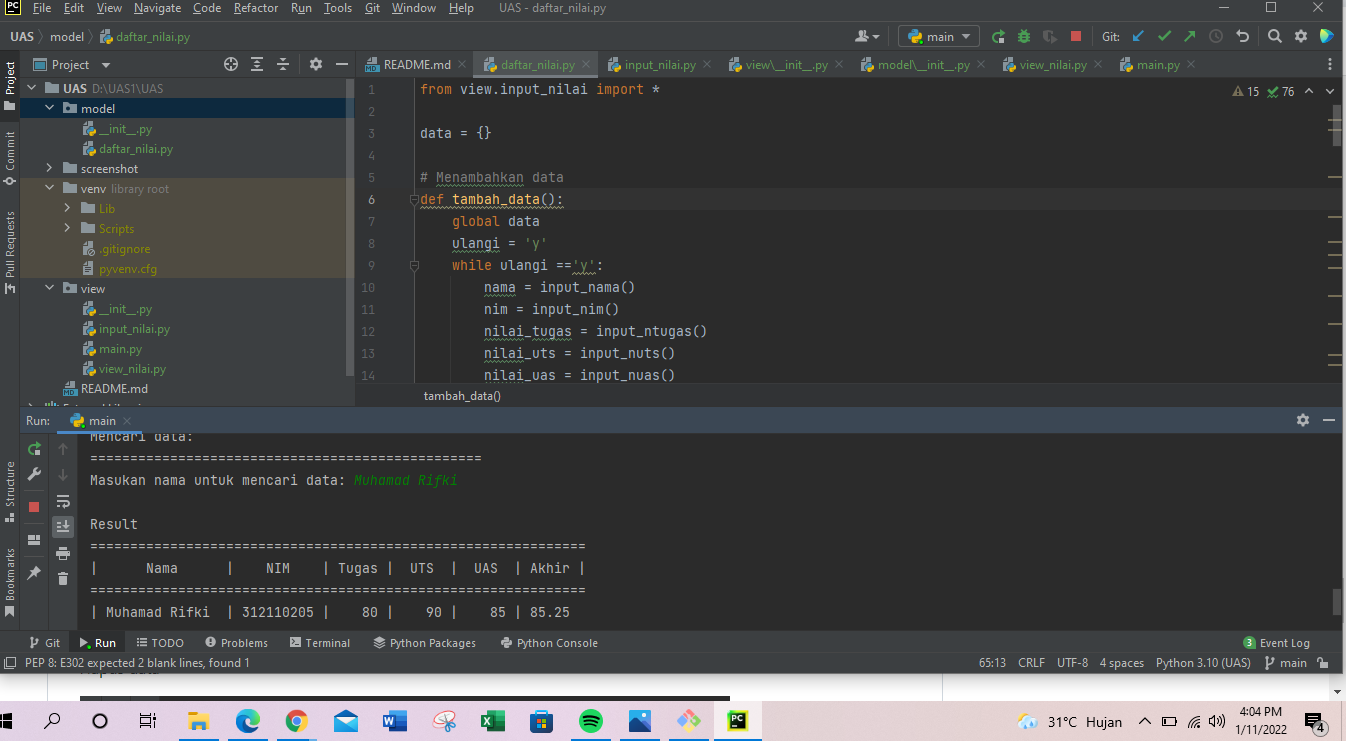 PC File Edit View Navigate Code Refactor Run Tools Git Window Help UAS - daftar_nilai.py
UAS model daftar_nilai.py main Git:
Project README.md daftar_nilai.py input_nilai.py view\__init__.py model\__init__.py view_nilai.py main.py
Project
Commit
Pull Requests
UAS D:\UAS1\UAS
model
__init__.py
daftar_nilai.py
screenshot
venv library root
Lib
Scripts
.gitignore
pyvenv.cfg
view
__init__.py
input_nilai.py
main.py
view_nilai.py
README.md
15 76
1 from view.input_nilai import *
2
3 data = {}
4
5 # Menambahkan data
6 def tambah_data():
7 global data
8 ulangi = 'y'
9 while ulangi =='y':
10 nama = input_nama()
11 nim = input_nim()
12 nilai_tugas = input_ntugas()
13 nilai_uts = input_nuts()
14 nilai_uas = input_nuas()
tambah_data()
Run: main
Structure
Bookmarks
Mencari data:
=================================================
Masukan nama untuk mencari data: Muhamad Rifki
Result
==============================================================
| Nama | NIM | Tugas | UTS | UAS | Akhir |
==============================================================
| Muhamad Rifki | 312110205 | 80 | 90 | 85 | 85.25
Git Run TODO Problems Terminal Python Packages Python Console 3 Event Log
PEP 8: E302 expected 2 blank lines, found 1 65:13 CRLF UTF-8 4 spaces Python 3.10 (UAS) main
PC 31°C Hujan 4:04 PM
1/11/2022 4